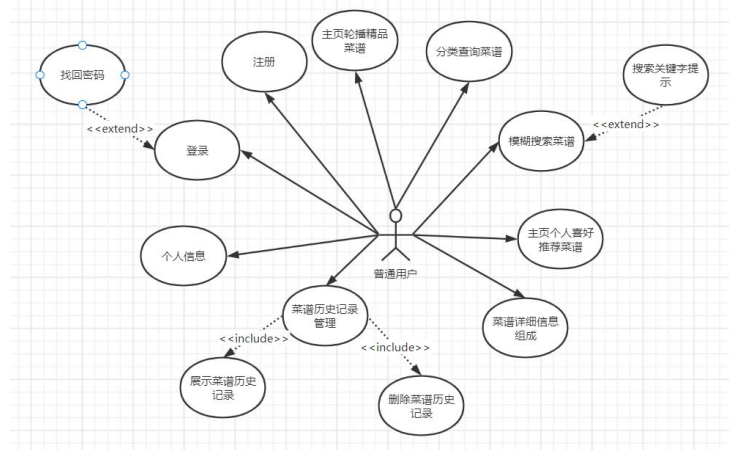 主页轮播精品
菜谱
分类查询菜谱
注册
找回密码
搜索关键字提
示
<<extend>>
<<extend>>
登录
模糊搜索菜谱
主页个人喜好
推荐菜谱
个人信息
普通用户
菜谱历史记录
管理
菜谱详细信息
组成
<<include>>
<<include>>
展示菜谱历史
记录
删除菜谱历史
记录